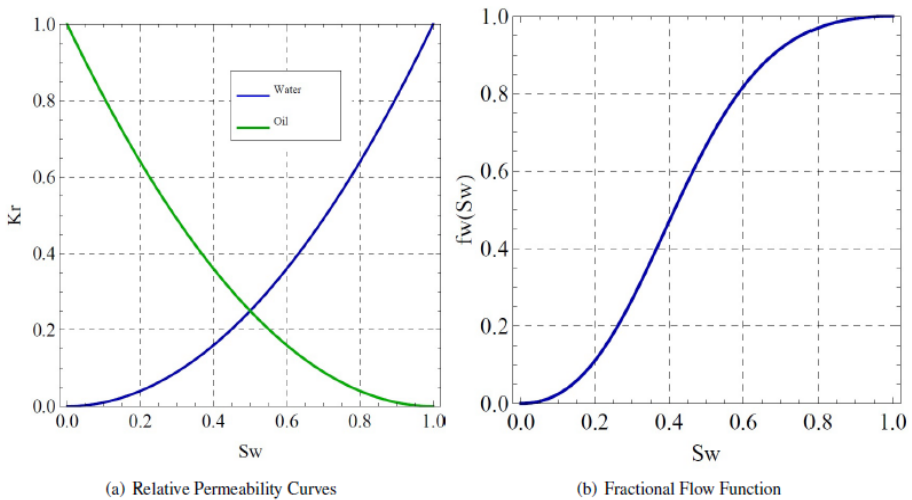 1.0
0.8
0.6
0.4
0.2
0.0
Kr
Water
Oil
0.0 0.2 0.4 0.6 0.8 1.0
Sw
(a) Relative Permeability Curves
1.0
0.8
0.6
0.4
0.2
0.0
fw(Sw)
0.0 0.2 0.4 0.6 0.8 1.0
Sw
(b) Fractional Flow Function